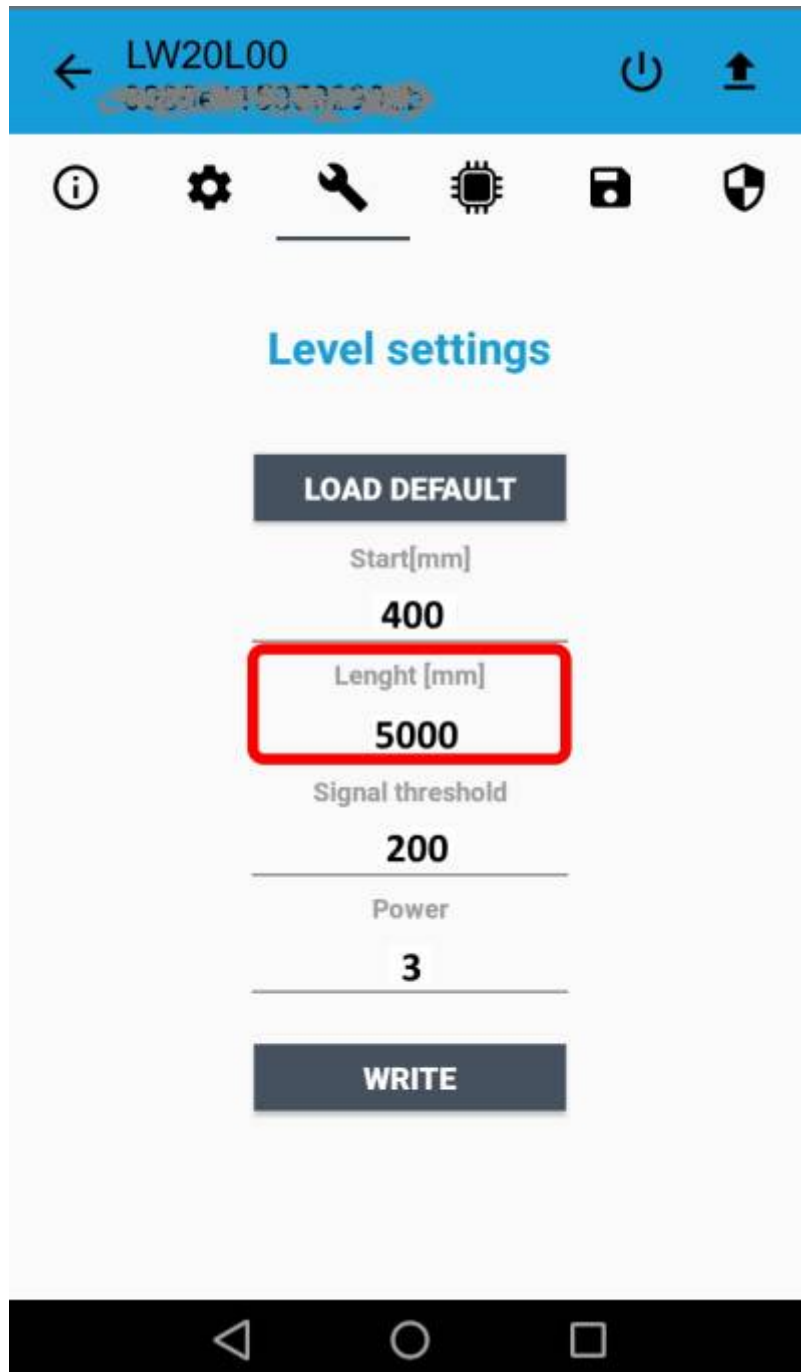 LW20L00
Level settings
LOAD DEFAULT
Start[mm]
400
Lenght [mm]
5000
Signal threshold
200
Power
3
WRITE